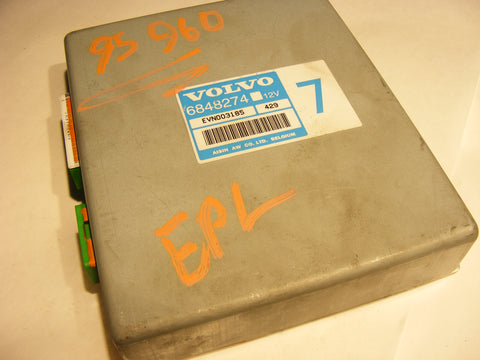 95 960
VOLVO
6848274 12V
EVN003185 429
AISIN AW CO., LTD. BELGIUM
7
EPL